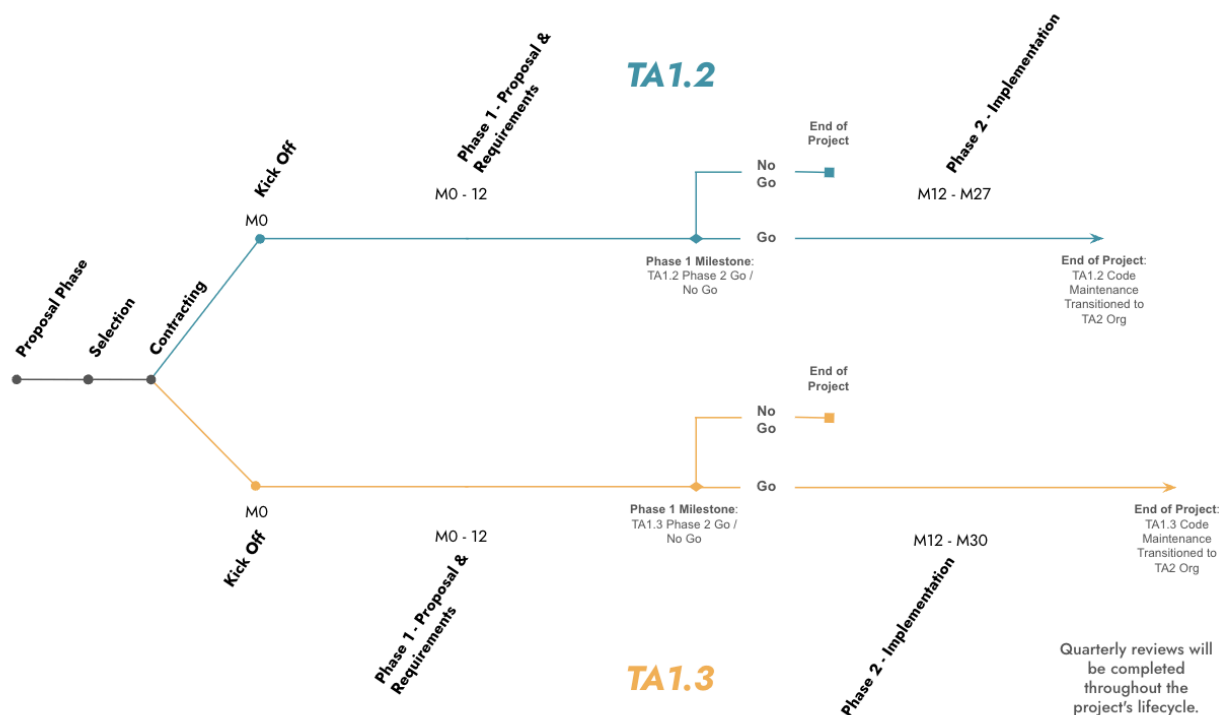 Proposal Phase
Selection
Contracting
Kick Off
M0
Phase 1 - Proposal &
Requirements
M0 - 12
TA1.2
Phase 1 Milestone:
TA1.2 Phase 2 Go /
No Go
No
Go
End of
Project
Go
Phase 2 - Implementation
M12 - M27
End of Project:
TA1.2 Code
Maintenance
Transitioned to
TA2 Org
M0
Kick Off
M0 - 12
Phase 1 - Proposal &
Requirements
TA1.3
Phase 1 Milestone:
TA1.3 Phase 2 Go /
No Go
No
Go
End of
Project
Go
M12 - M30
Phase 2 - Implementation
End of Project:
TA1.3 Code
Maintenance
Transitioned to
TA2 Org
Quarterly reviews will
be completed
throughout the
project's lifecycle.